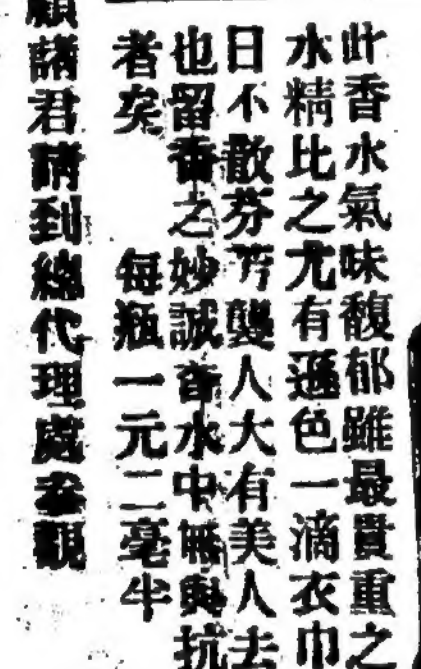 此香水氣味馥郁雖最貴重之
水精比之尤有遜色一滴衣巾
日不散芬芳襲人大有美人去
也留香之妙誠香水中無與抗
者矣 每瓶一元二毫半
顧諸君請到總代理處參觀